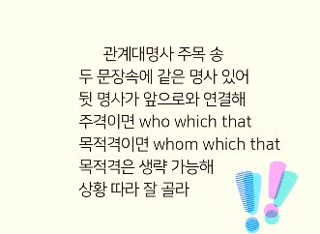 관계대명사 주목 송
두 문장속에 같은 명사 있어
뒷 명사가 앞으로와 연결해
주격이면 who which that
목적격이면 whom which that
목적격은 생략 가능해
상황 따라 잘 골라